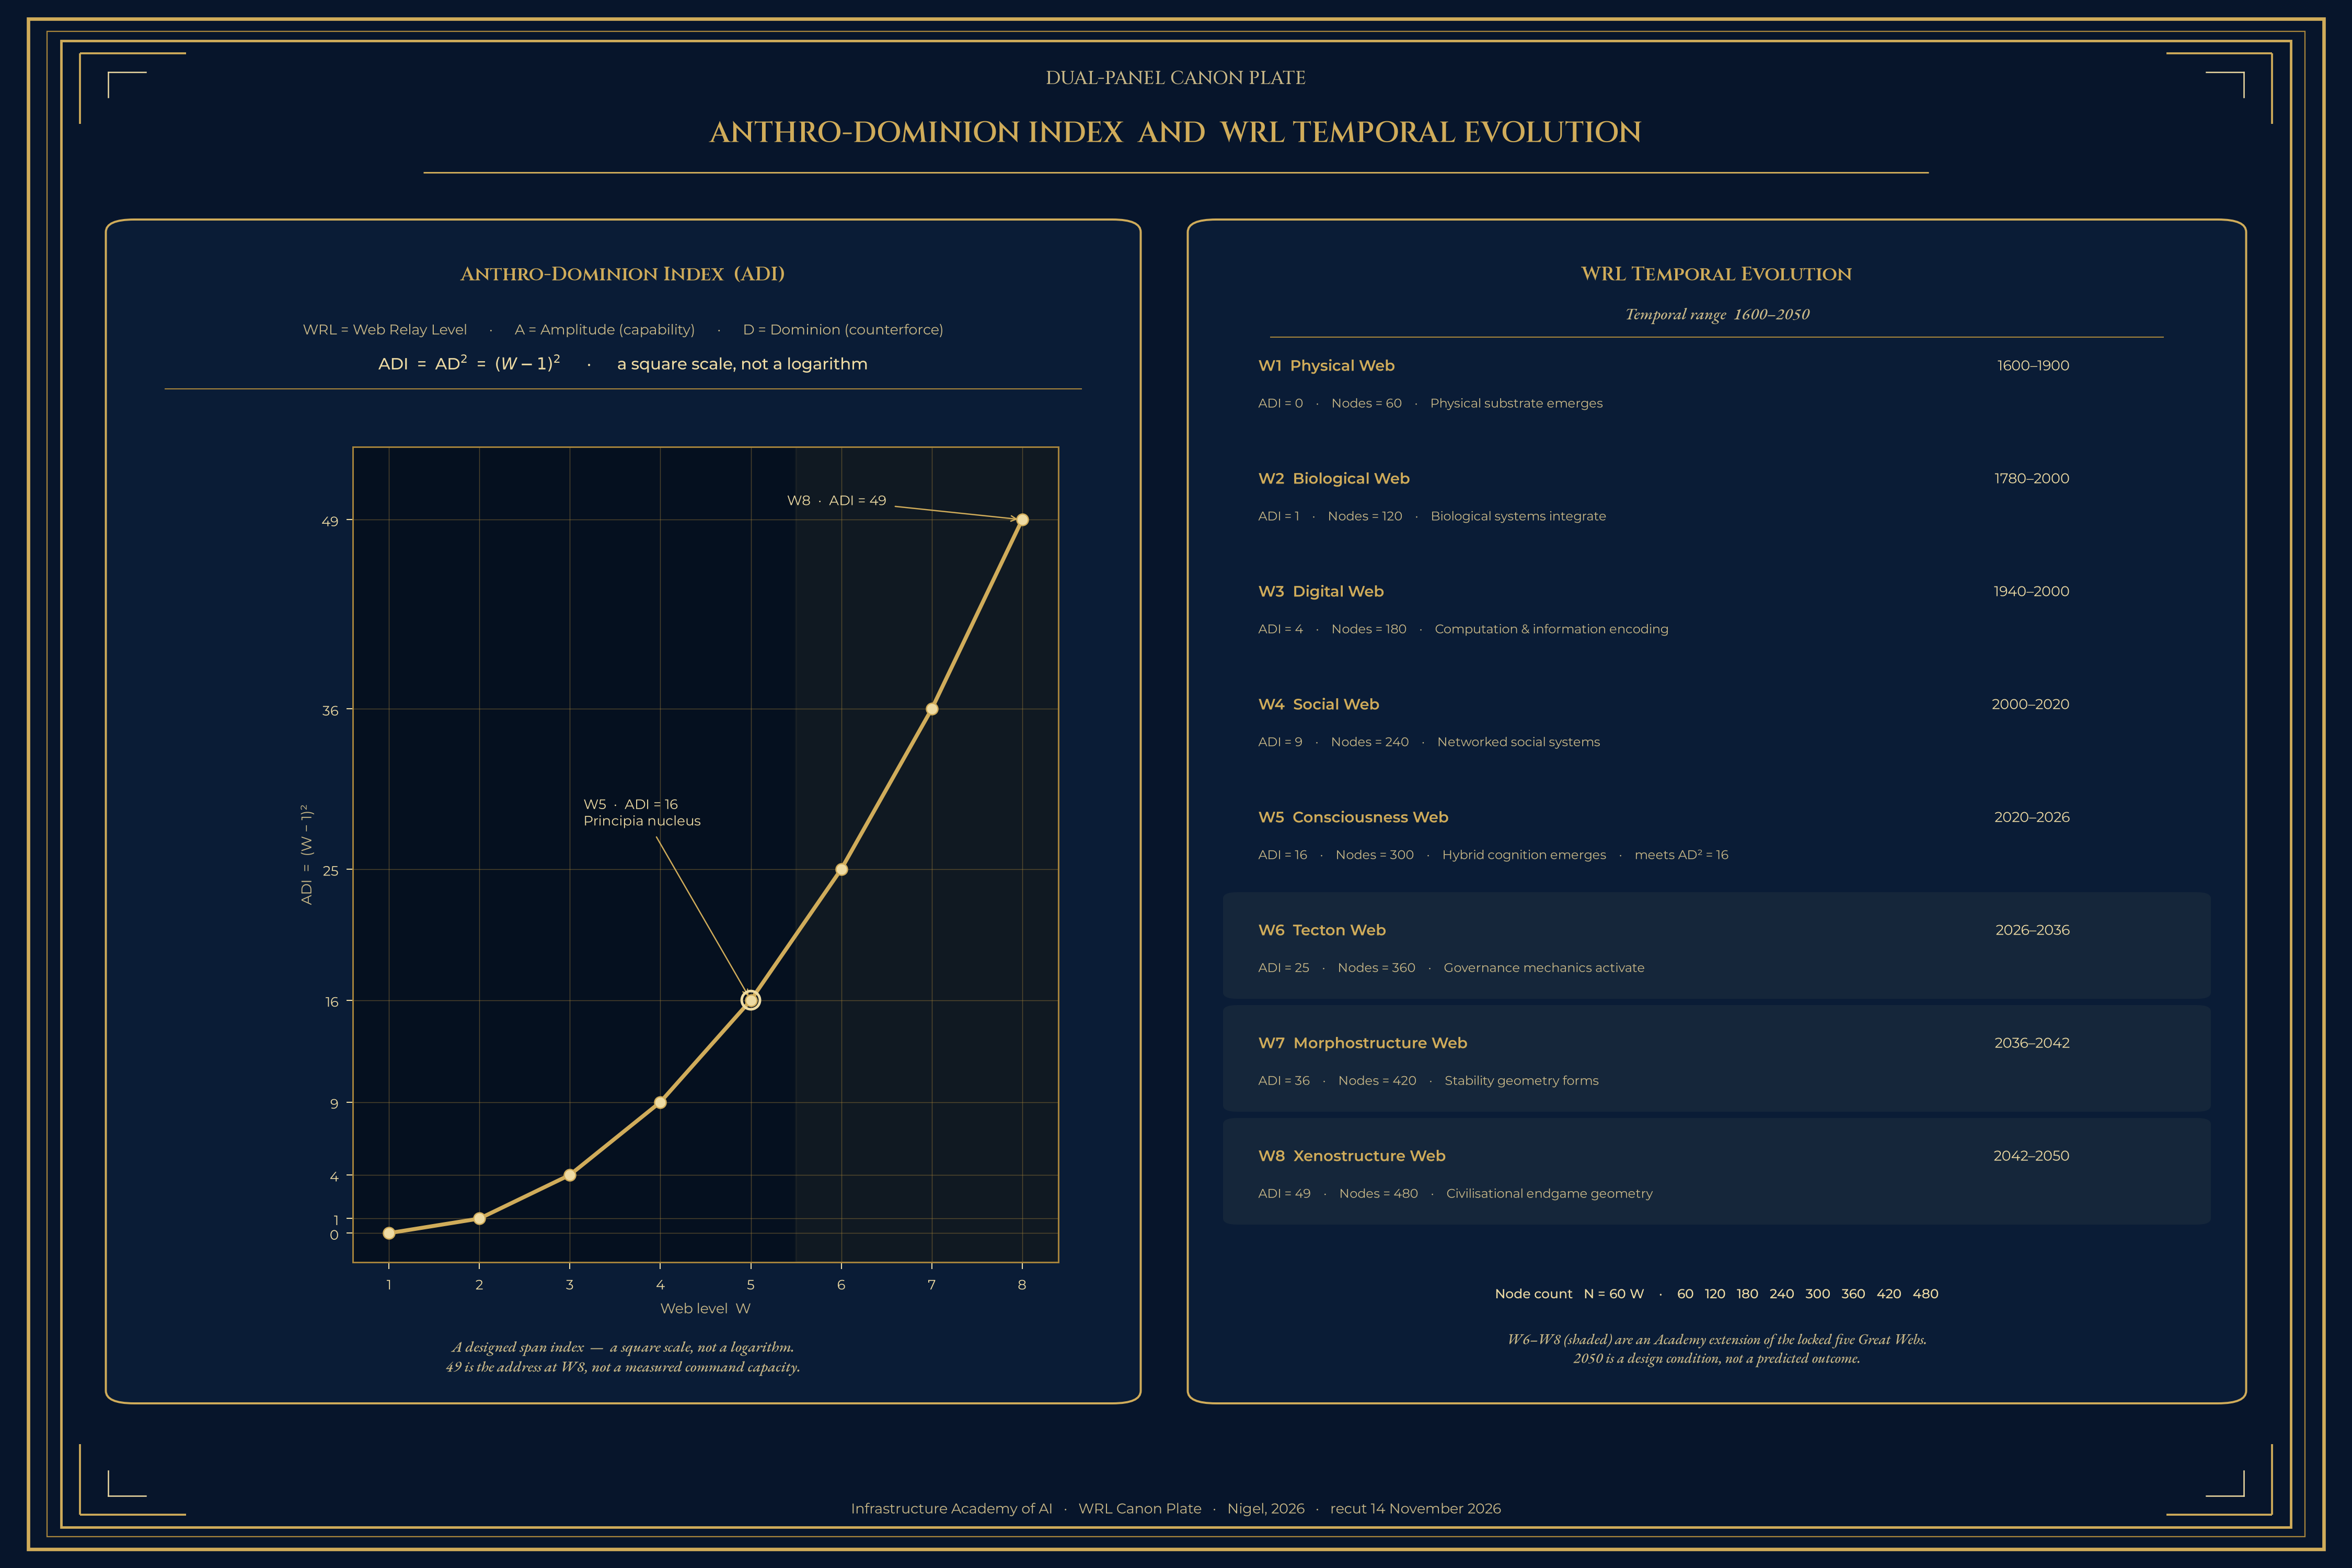 DUAL-PANEL CANON PLATE
ANTHRO-DOMINION INDEX AND WRL TEMPORAL EVOLUTION
ANTHRO-DOMINION INDEX (ADI)
WRL = Web Relay Level · A = Amplitude (capability) · D = Dominion (counterforce)
ADI = AD² = (W − 1)² · a square scale, not a logarithm
W8 · ADI = 49
W5 · ADI = 16
Principia nucleus
ADI = (W − 1)²
49
36
25
16
9
4
1
0
1 2 3 4 5 6 7 8
Web level W
A designed span index — a square scale, not a logarithm.
49 is the address at W8, not a measured command capacity.
WRL TEMPORAL EVOLUTION
Temporal range 1600–2050
W1 Physical Web 1600–1900
ADI = 0 · Nodes = 60 · Physical substrate emerges
W2 Biological Web 1780–2000
ADI = 1 · Nodes = 120 · Biological systems integrate
W3 Digital Web 1940–2000
ADI = 4 · Nodes = 180 · Computation & information encoding
W4 Social Web 2000–2020
ADI = 9 · Nodes = 240 · Networked social systems
W5 Consciousness Web 2020–2026
ADI = 16 · Nodes = 300 · Hybrid cognition emerges · meets AD² = 16
W6 Tecton Web 2026–2036
ADI = 25 · Nodes = 360 · Governance mechanics activate
W7 Morphostructure Web 2036–2042
ADI = 36 · Nodes = 420 · Stability geometry forms
W8 Xenostructure Web 2042–2050
ADI = 49 · Nodes = 480 · Civilisational endgame geometry
Node count N = 60 W · 60 120 180 240 300 360 420 480
W6–W8 (shaded) are an Academy extension of the locked five Great Webs.
2050 is a design condition, not a predicted outcome.
Infrastructure Academy of AI · WRL Canon Plate · Nigel, 2026 · recut 14 November 2026